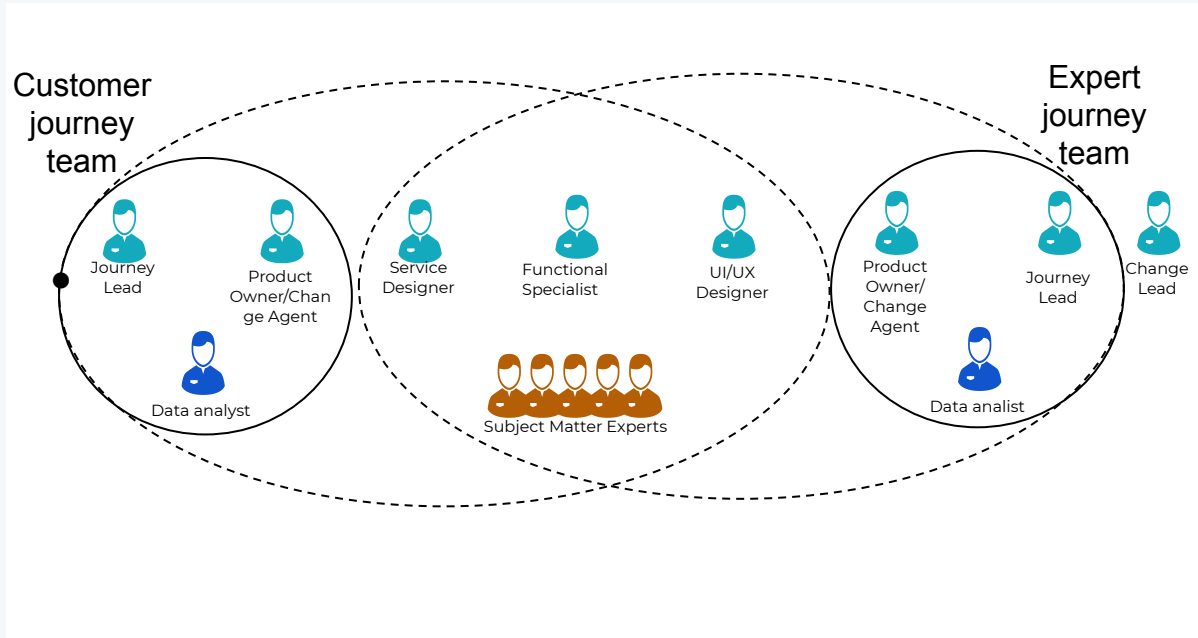 Customer
journey
team
Expert
journey
team
Journey
Lead
Product
Owner/Chan
ge Agent
Data analyst
Service
Designer
Functional
Specialist
UI/UX
Designer
Subject Matter Experts
Product
Owner/
Change
Agent
Journey
Lead
Data analist
Change
Lead